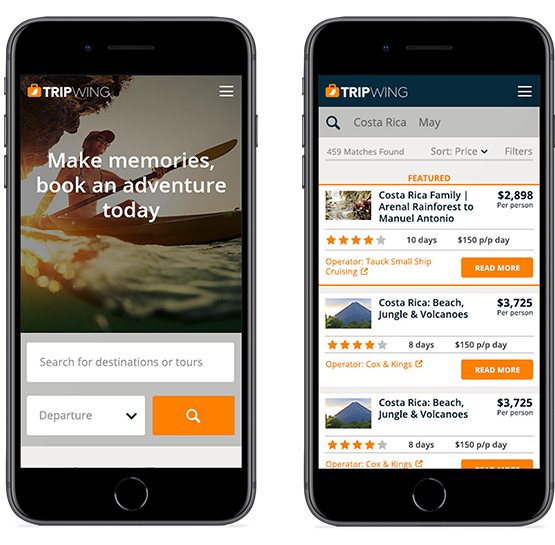 TRIPWING
Make memories,
book an adventure
today
Search for destinations or tours
Departure
TRIPWING
Costa Rica May
459 Matches Found Sort: Price Filters
FEATURED
Costa Rica Family | $2,898
Arenal Rainforest to Per person
Manuel Antonio
10 days $150 p/p day
Operator: Tauck Small Ship
Cruising READ MORE
Costa Rica: Beach, $3,725
Jungle & Volcanoes Per person
8 days $150 p/p day
Operator: Cox & Kings READ MORE
Costa Rica: Beach, $3,725
Jungle & Volcanoes Per person
8 days $150 p/p day
Operator: Cox & Kings READ MORE